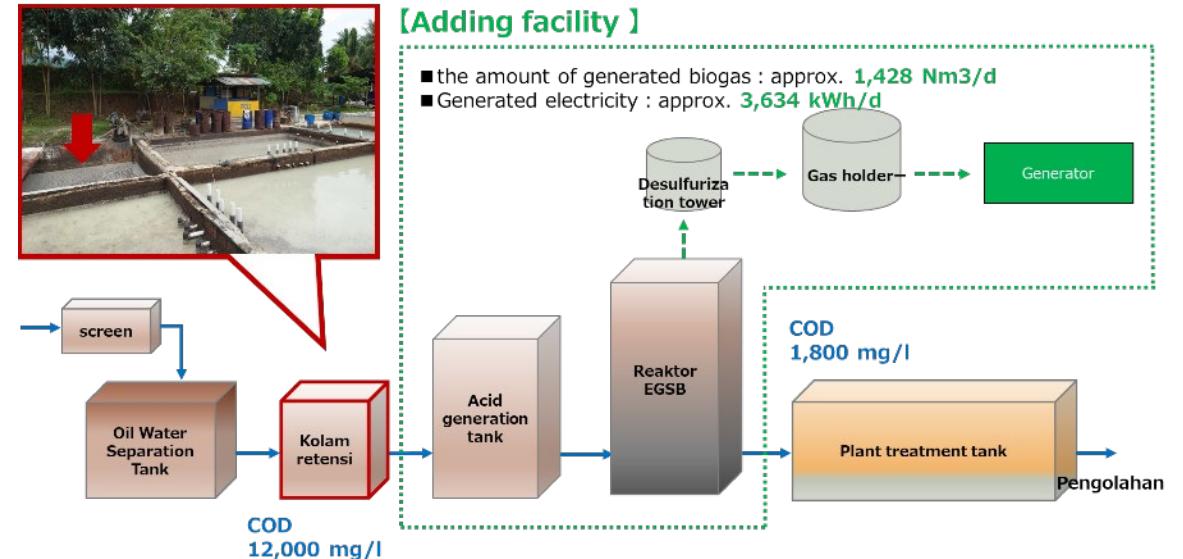 【Adding facility 】
■the amount of generated biogas : approx. 1,428 Nm3/d
■Generated electricity : approx. 3,634 kWh/d
Desulfuriza
tion tower
Gas holder
Generator
screen
Oil Water
Separation
Tank
Kolam
retensi
COD
12,000 mg/l
Acid
generation
tank
Reaktor
EGSB
COD
1,800 mg/l
Plant treatment tank
Pengolahan